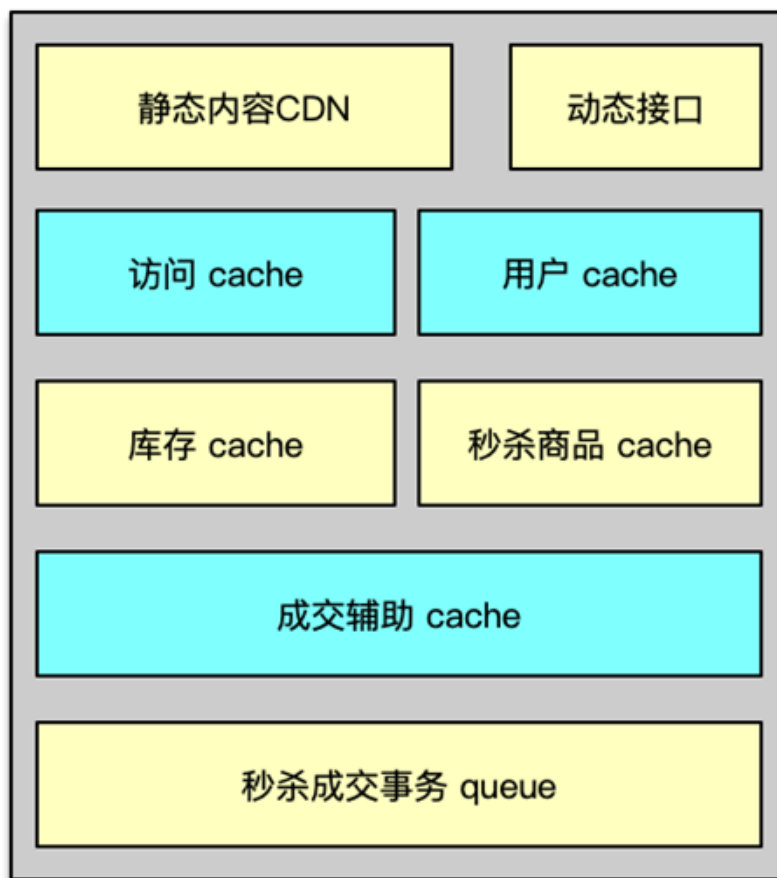 静态内容CDN
动态接口
访问 cache
用户 cache
库存 cache
秒杀商品 cache
成交辅助 cache
秒杀成交事务 queue